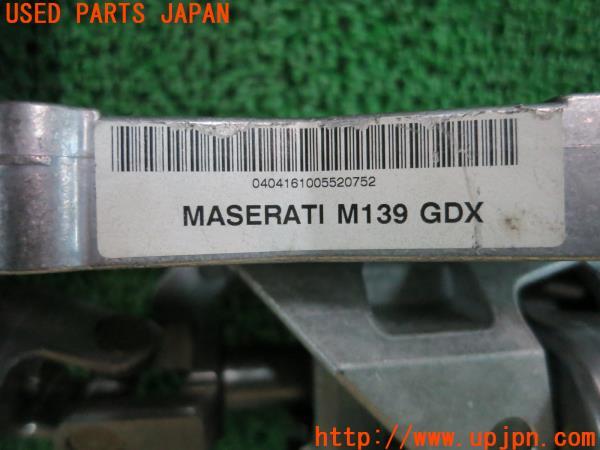 USED PARTS JAPAN
0404161005520752
MASERATI M139 GDX
http://www.upjpn.com